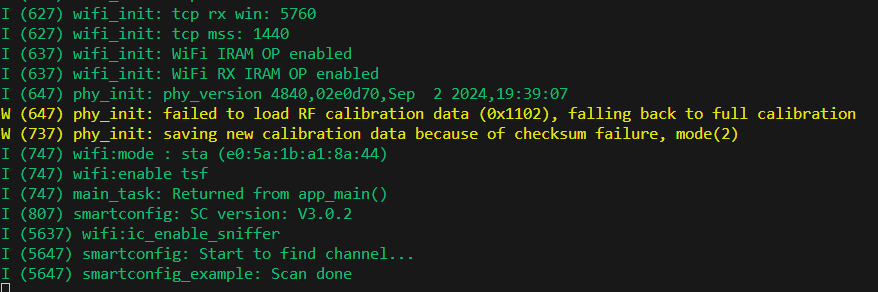 I (627) wifi_init: tcp rx win: 5760
I (627) wifi_init: tcp mss: 1440
I (637) wifi_init: WiFi IRAM OP enabled
I (637) wifi_init: WiFi RX IRAM OP enabled
I (647) phy_init: phy_version 4840,02e0d70,Sep  2 2024,19:39:07
W (647) phy_init: failed to load RF calibration data (0x1102), falling back to full calibration
W (737) phy_init: saving new calibration data because of checksum failure, mode(2)
I (747) wifi:mode : sta (e0:5a:1b:a1:8a:44)
I (747) wifi:enable tsf
I (747) main_task: Returned from app_main()
I (807) smartconfig: SC version: V3.0.2
I (5637) wifi:ic_enable_sniffer
I (5647) smartconfig: Start to find channel...
I (5647) smartconfig_example: Scan done